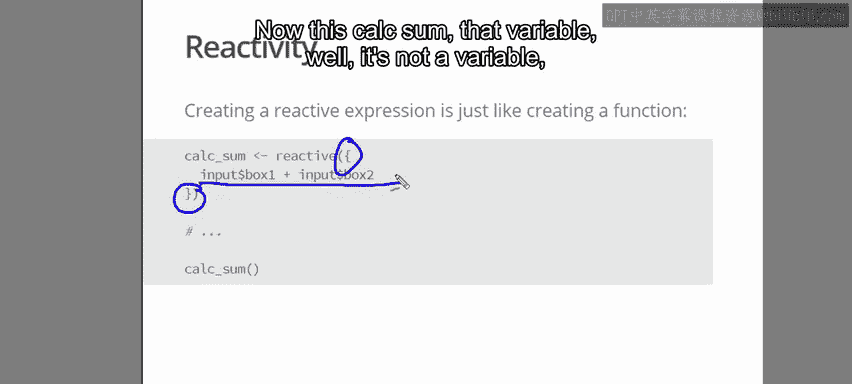 Now this calc sum, that variable,
well, it's not a variable,
Reactivity
Creating a reactive expression is just like creating a function:
calc_sum <- reactive({
input$box1 + input$box2
})
# ...
calc_sum()